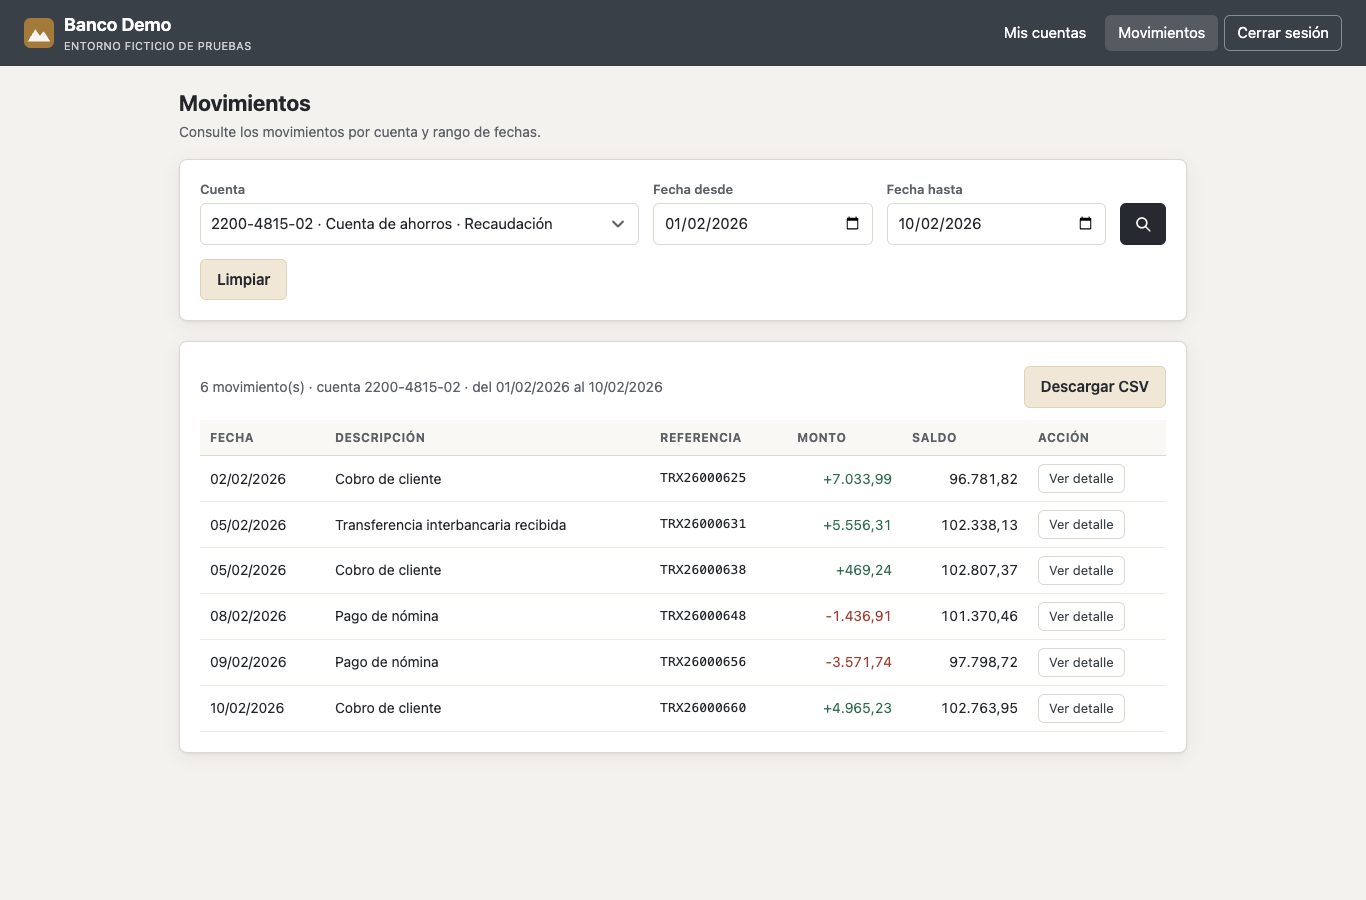 Banco Demo
ENTORNO FICTICIO DE PRUEBAS
Mis cuentas
Movimientos
Cerrar sesión
Movimientos
Consulte los movimientos por cuenta y rango de fechas.
Cuenta
Fecha desde
Fecha hasta
2200-4815-02 · Cuenta de ahorros · Recaudación
01/02/2026
10/02/2026
Limpiar
6 movimiento(s) · cuenta 2200-4815-02 · del 01/02/2026 al 10/02/2026
Descargar CSV
FECHA DESCRIPCIÓN REFERENCIA MONTO SALDO ACCIÓN
02/02/2026 Cobro de cliente TRX26000625 +7.033,99 96.781,82 Ver detalle
05/02/2026 Transferencia interbancaria recibida TRX26000631 +5.556,31 102.338,13 Ver detalle
05/02/2026 Cobro de cliente TRX26000638 +469,24 102.807,37 Ver detalle
08/02/2026 Pago de nómina TRX26000648 -1.436,91 101.370,46 Ver detalle
09/02/2026 Pago de nómina TRX26000656 -3.571,74 97.798,72 Ver detalle
10/02/2026 Cobro de cliente TRX26000660 +4.965,23 102.763,95 Ver detalle